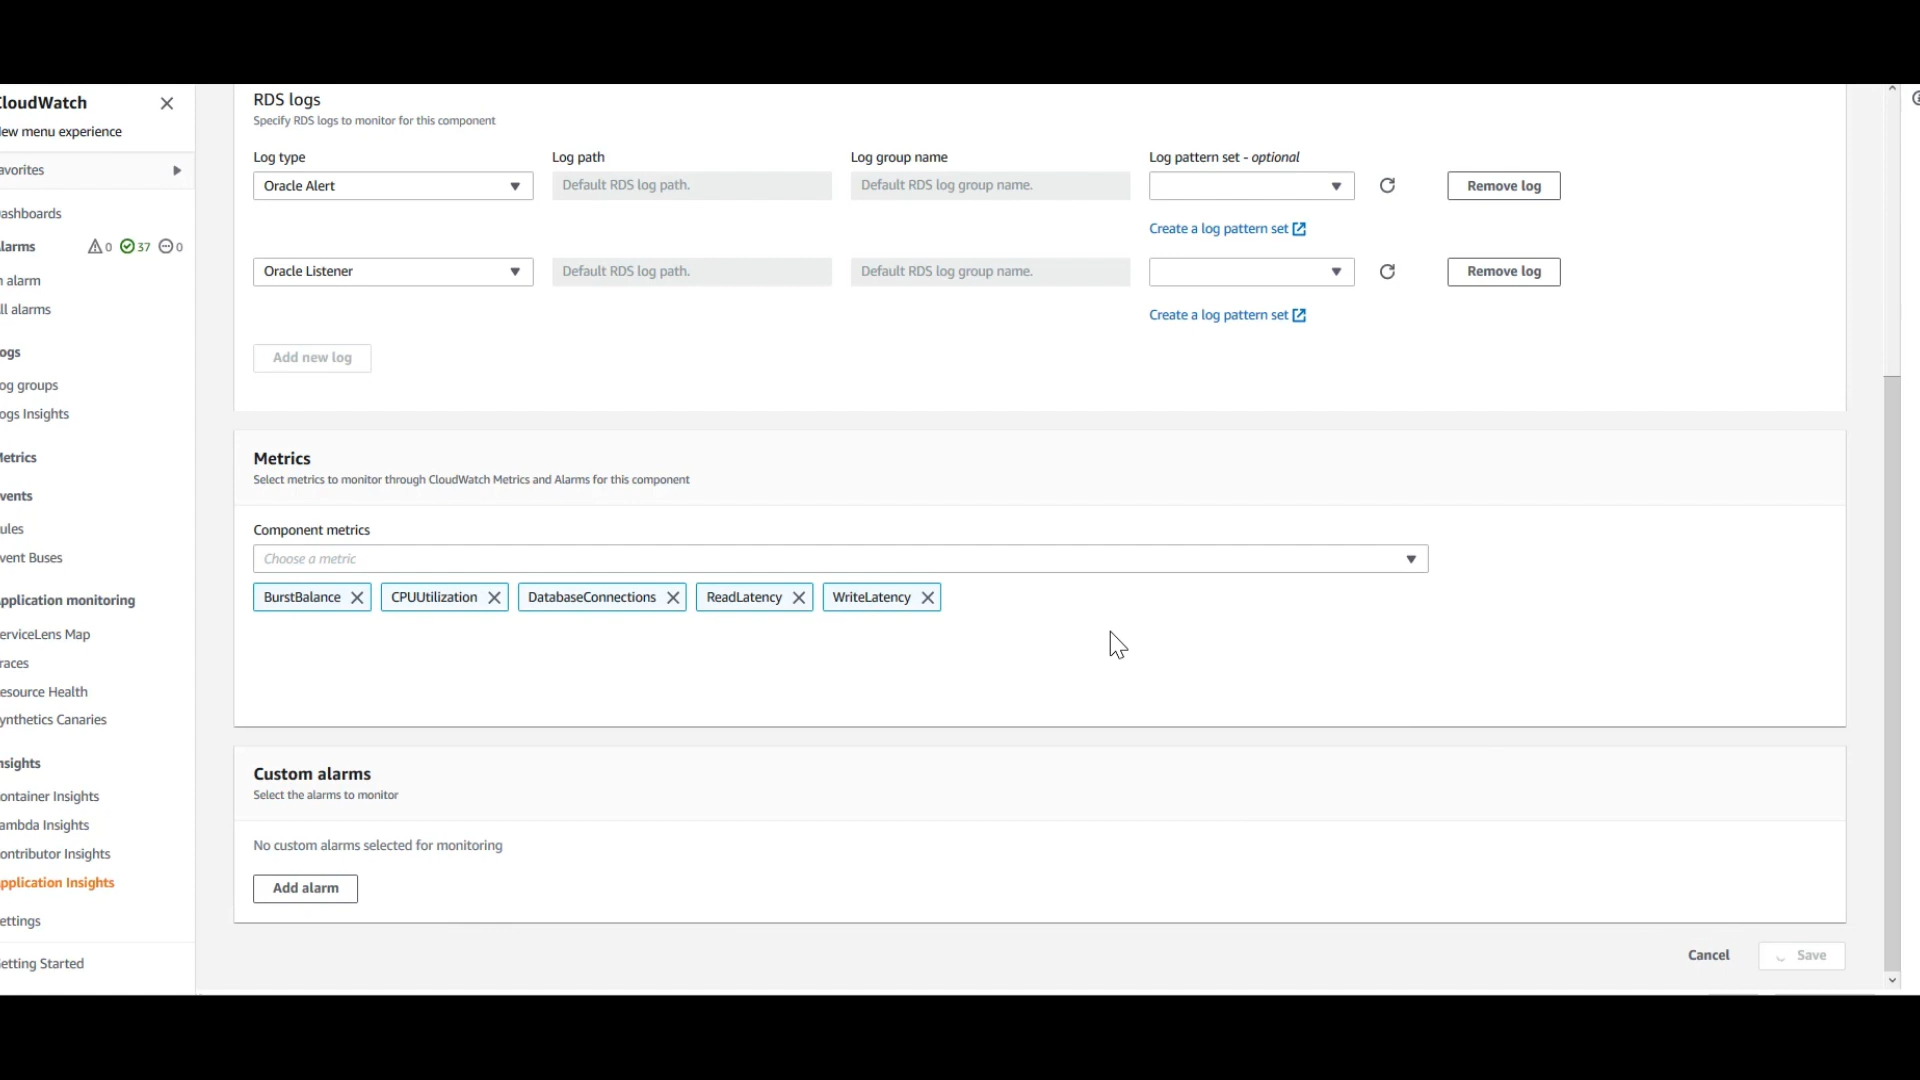 CloudWatch
New menu experience
avorites
ashboards
larms 0 37 0
n alarm
ll alarms
ogs
og groups
ogs Insights
Metrics
vents
ules
vent Buses
pplication monitoring
erviceLens Map
races
esource Health
ynthetics Canaries
nsights
ontainer Insights
ambda Insights
ontributor Insights
pplication Insights
ettings
Getting Started
RDS logs
Specify RDS logs to monitor for this component
Log type Log path Log group name Log pattern set - optional
Oracle Alert Default RDS log path. Default RDS log group name. Remove log
Create a log pattern set
Oracle Listener Default RDS log path. Default RDS log group name. Remove log
Create a log pattern set
Add new log
Metrics
Select metrics to monitor through CloudWatch Metrics and Alarms for this component
Component metrics
Choose a metric
BurstBalance CPUUtilization DatabaseConnections ReadLatency WriteLatency
Custom alarms
Select the alarms to monitor
No custom alarms selected for monitoring
Add alarm
Cancel Save